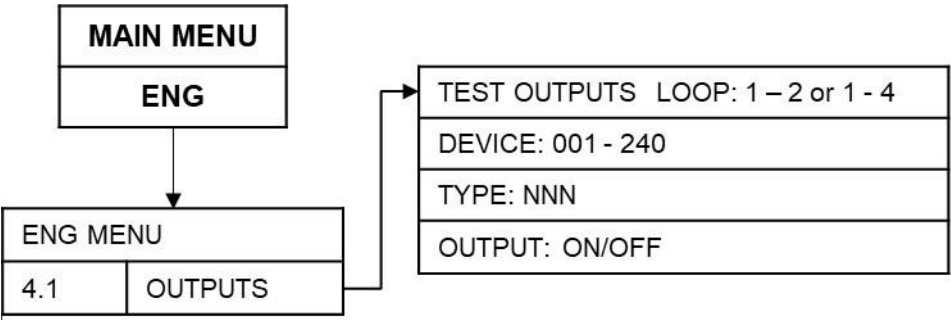 MAIN MENU
ENG
ENG MENU
4.1 OUTPUTS
TEST OUTPUTS LOOP: 1 – 2 or 1 - 4
DEVICE: 001 - 240
TYPE: NNN
OUTPUT: ON/OFF